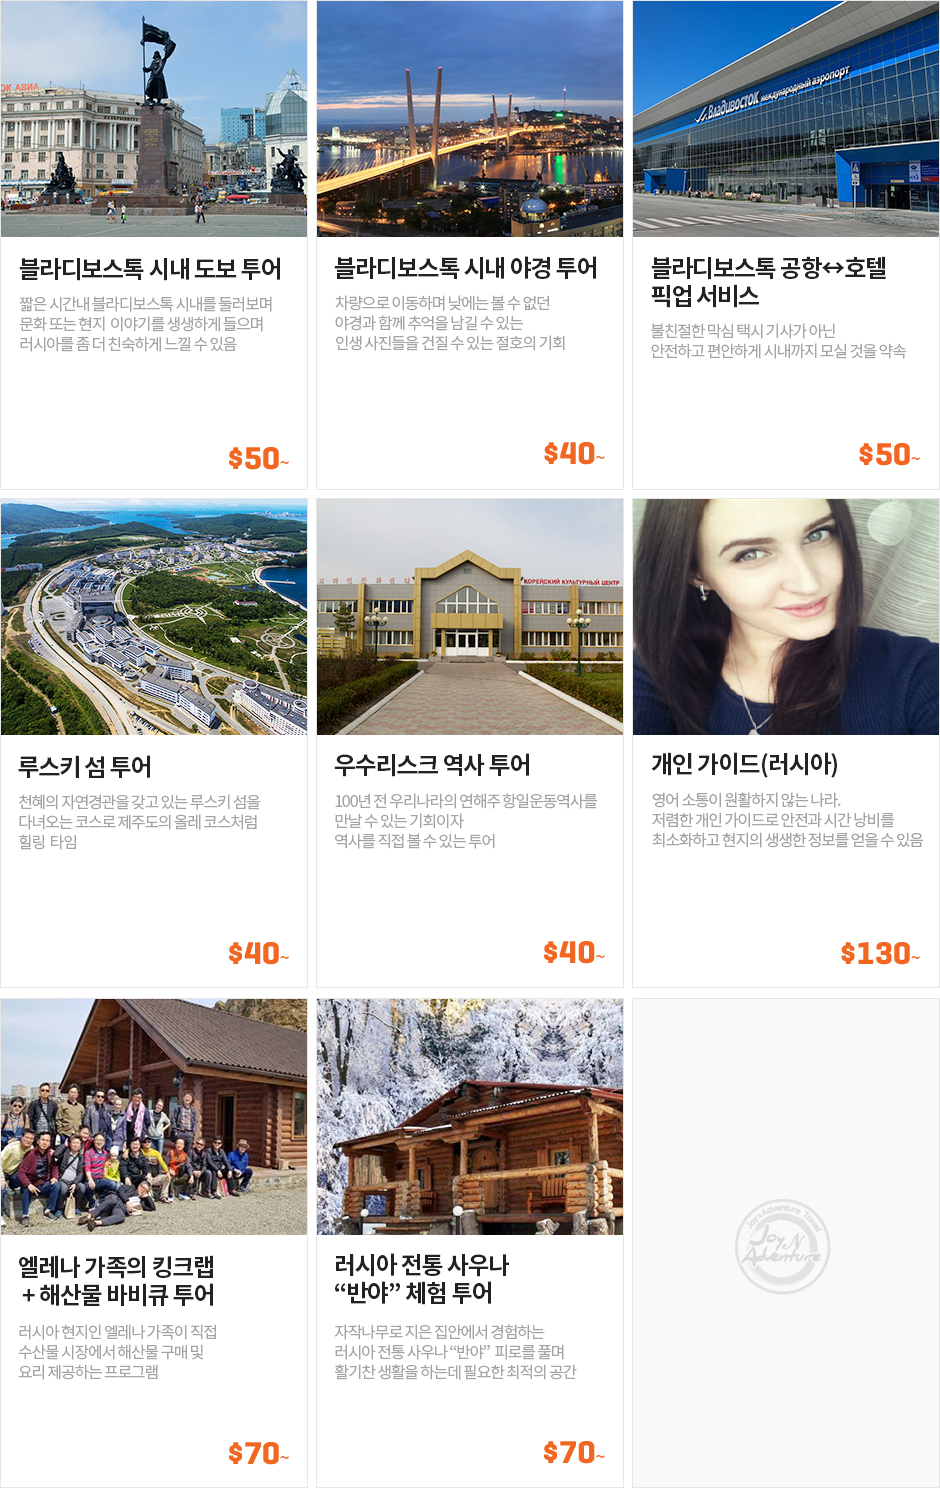 ОК АВИА
Владивосток международный аэропорт
블라디보스톡 시내 도보 투어
짧은 시간내 블라디보스톡 시내를 둘러보며
문화 또는 현지 이야기를 생생하게 들으며
러시아를 좀 더 친숙하게 느낄 수 있음
$50~
블라디보스톡 시내 야경 투어
차량으로 이동하며 낮에는 볼 수 없던
야경과 함께 추억을 남길 수 있는
인생 사진들을 건질 수 있는 절호의 기회
$40~
블라디보스톡 공항↔호텔
픽업 서비스
불친절한 막심 택시 기사가 아닌
안전하고 편안하게 시내까지 모실 것을 약속
$50~
КОРЕЙСКИЙ КУЛЬТУРНЫЙ ЦЕНТР
루스키 섬 투어
천혜의 자연경관을 갖고 있는 루스키 섬을
다녀오는 코스로 제주도의 올레 코스처럼
힐링 타임
$40~
우수리스크 역사 투어
100년 전 우리나라의 연해주 항일운동역사를
만날 수 있는 기회이자
역사를 직접 볼 수 있는 투어
$40~
개인 가이드(러시아)
영어 소통이 원활하지 않는 나라.
저렴한 개인 가이드로 안전과 시간 낭비를
최소화하고 현지의 생생한 정보를 얻을 수 있음
$130~
엘레나 가족의 킹크랩
+ 해산물 바비큐 투어
러시아 현지인 엘레나 가족이 직접
수산물 시장에서 해산물 구매 및
요리 제공하는 프로그램
$70~
러시아 전통 사우나
“반야” 체험 투어
자작나무로 지은 집안에서 경험하는
러시아 전통 사우나 “반야” 피로를 풀며
활기찬 생활을 하는데 필요한 최적의 공간
$70~
Joy&Adventure Travel
Joy N
Adventure